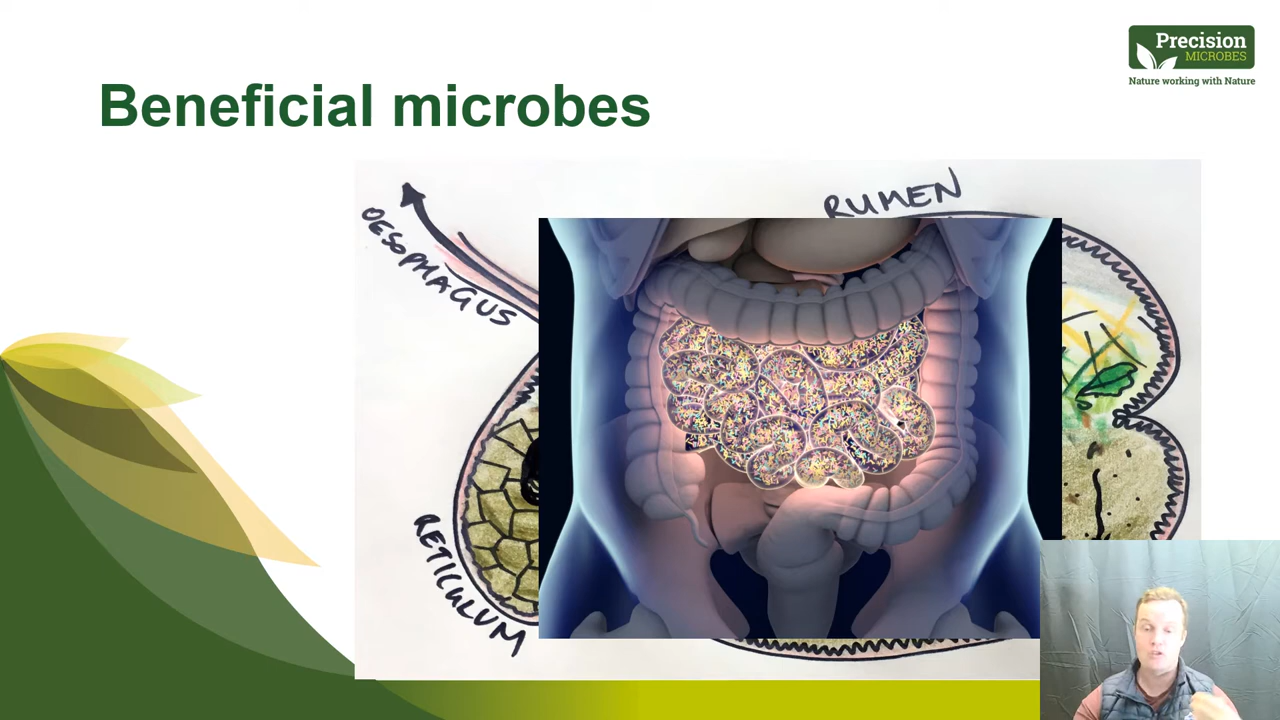 Precision
MICROBES
Nature working with Nature
Beneficial microbes
RUMEN
OESOPHAGUS
RETICULUM